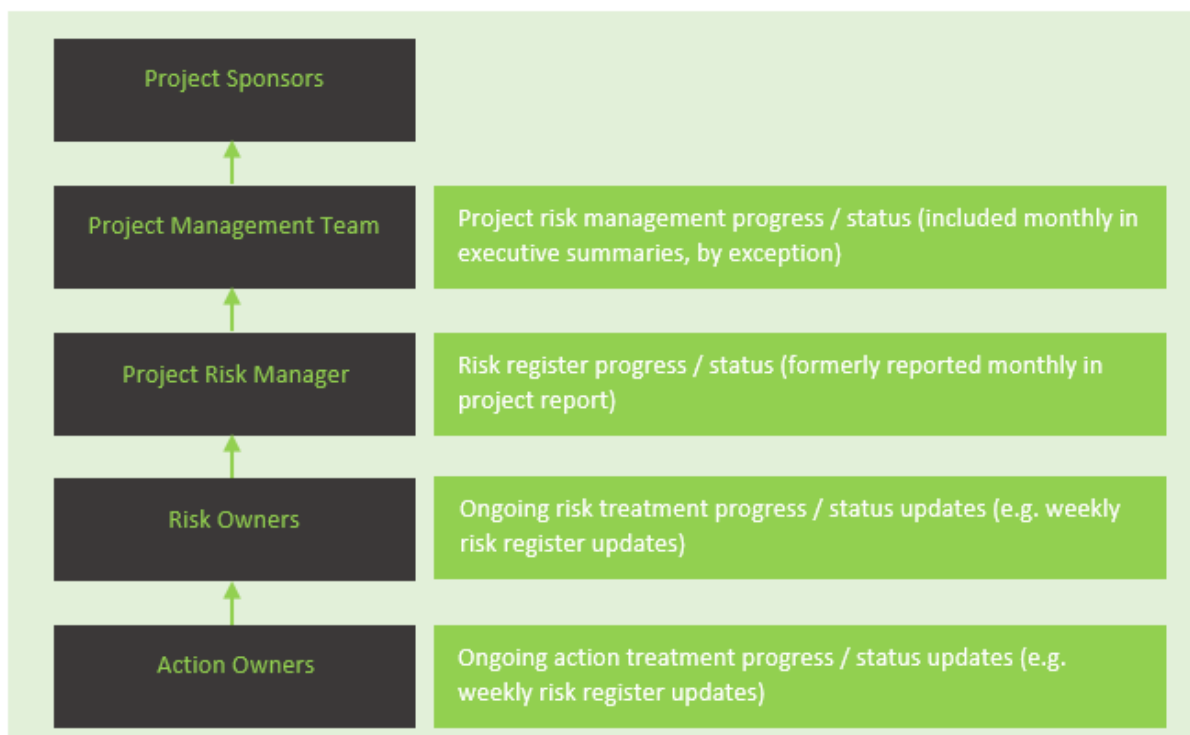 Project Sponsors
Project Management Team
Project risk management progress / status (included monthly in
executive summaries, by exception)
Project Risk Manager
Risk register progress / status (formerly reported monthly in
project report)
Risk Owners
Ongoing risk treatment progress / status updates (e.g. weekly
risk register updates)
Action Owners
Ongoing action treatment progress / status updates (e.g.
weekly risk register updates)